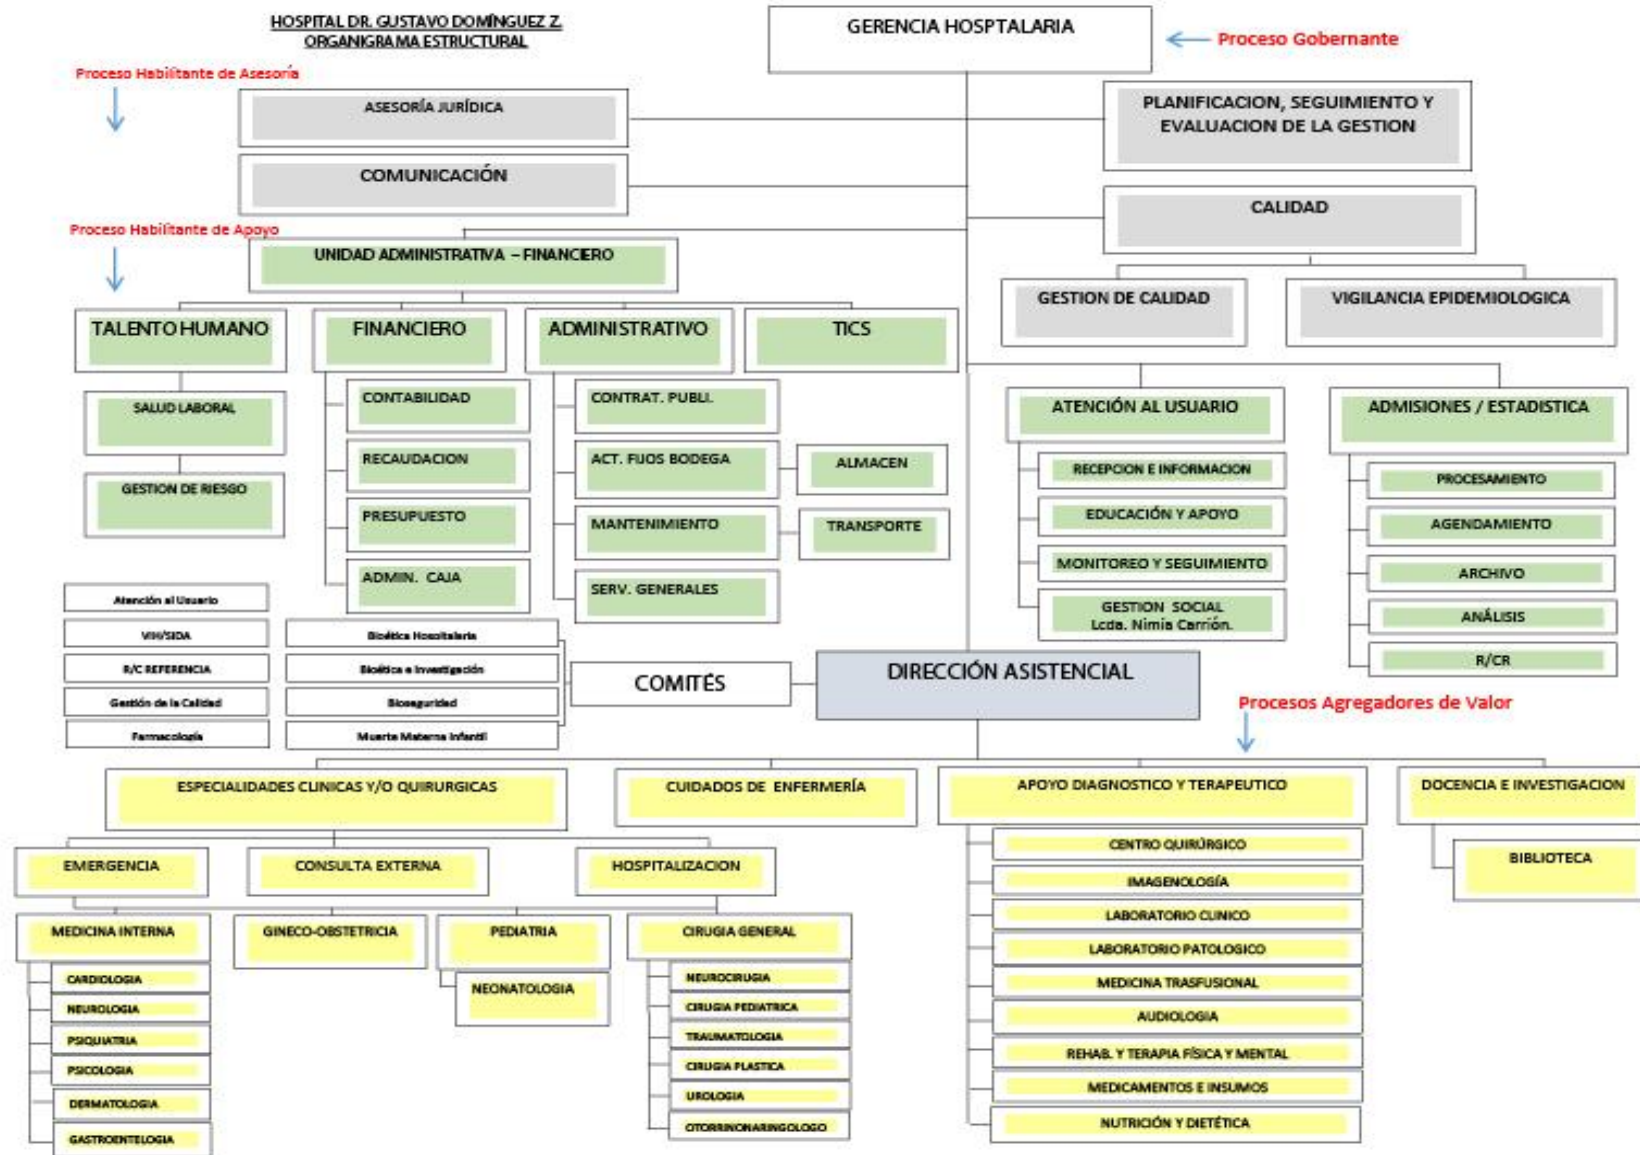 HOSPITAL DR. GUSTAVO DOMÍNGUEZ Z.
ORGANIGRAMA ESTRUCTURAL
GERENCIA HOSPTALARIA
Proceso Gobernante
Proceso Habilitante de Asesoría
ASESORÍA JURÍDICA
PLANIFICACION, SEGUIMIENTO Y
EVALUACION DE LA GESTION
COMUNICACIÓN
CALIDAD
Proceso Habilitante de Apoyo
UNIDAD ADMINISTRATIVA – FINANCIERO
GESTION DE CALIDAD
VIGILANCIA EPIDEMIOLOGICA
TALENTO HUMANO
FINANCIERO
ADMINISTRATIVO
TICS
SALUD LABORAL
GESTION DE RIESGO
CONTABILIDAD
RECAUDACION
PRESUPUESTO
ADMIN. CAJA
CONTRAT. PUBLI.
ACT. FIJOS BODEGA
ALMACEN
MANTENIMIENTO
TRANSPORTE
SERV. GENERALES
ATENCIÓN AL USUARIO
RECEPCION E INFORMACION
EDUCACIÓN Y APOYO
MONITOREO Y SEGUIMIENTO
GESTION SOCIAL
Lcda. Nimia Carrión.
ADMISIONES / ESTADISTICA
PROCESAMIENTO
AGENDAMIENTO
ARCHIVO
ANÁLISIS
R/CR
Atención al Usuario
VIH/SIDA
R/C REFERENCIA
Gestión de la Calidad
Farmacología
Bioética Hospitalaria
Bioética e Investigación
Bioseguridad
Muerte Materna Infantil
COMITÉS
DIRECCIÓN ASISTENCIAL
Procesos Agregadores de Valor
ESPECIALIDADES CLINICAS Y/O QUIRURGICAS
CUIDADOS DE ENFERMERÍA
APOYO DIAGNOSTICO Y TERAPEUTICO
DOCENCIA E INVESTIGACION
EMERGENCIA
CONSULTA EXTERNA
HOSPITALIZACION
MEDICINA INTERNA
GINECO-OBSTETRICIA
PEDIATRIA
CIRUGIA GENERAL
CARDIOLOGIA
NEUROLOGIA
PSIQUIATRIA
PSICOLOGIA
DERMATOLOGIA
GASTROENTELOGIA
NEONATOLOGIA
NEUROCIRUGIA
CIRUGIA PEDIATRICA
TRAUMATOLOGIA
CIRUGIA PLASTICA
UROLOGIA
OTORRINONARINGOLOGO
CENTRO QUIRÚRGICO
IMAGENOLOGÍA
LABORATORIO CLINICO
LABORATORIO PATOLOGICO
MEDICINA TRASFUSIONAL
AUDIOLOGIA
REHAB. Y TERAPIA FÍSICA Y MENTAL
MEDICAMENTOS E INSUMOS
NUTRICIÓN Y DIETÉTICA
BIBLIOTECA